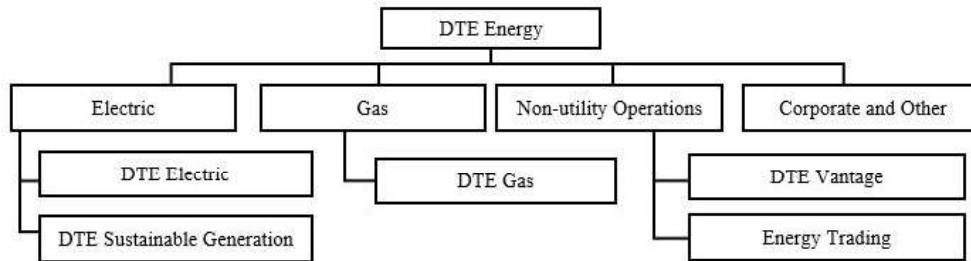 DTE Energy
Electric
Gas
Non-utility Operations
Corporate and Other
DTE Electric
DTE Gas
DTE Vantage
DTE Sustainable Generation
Energy Trading